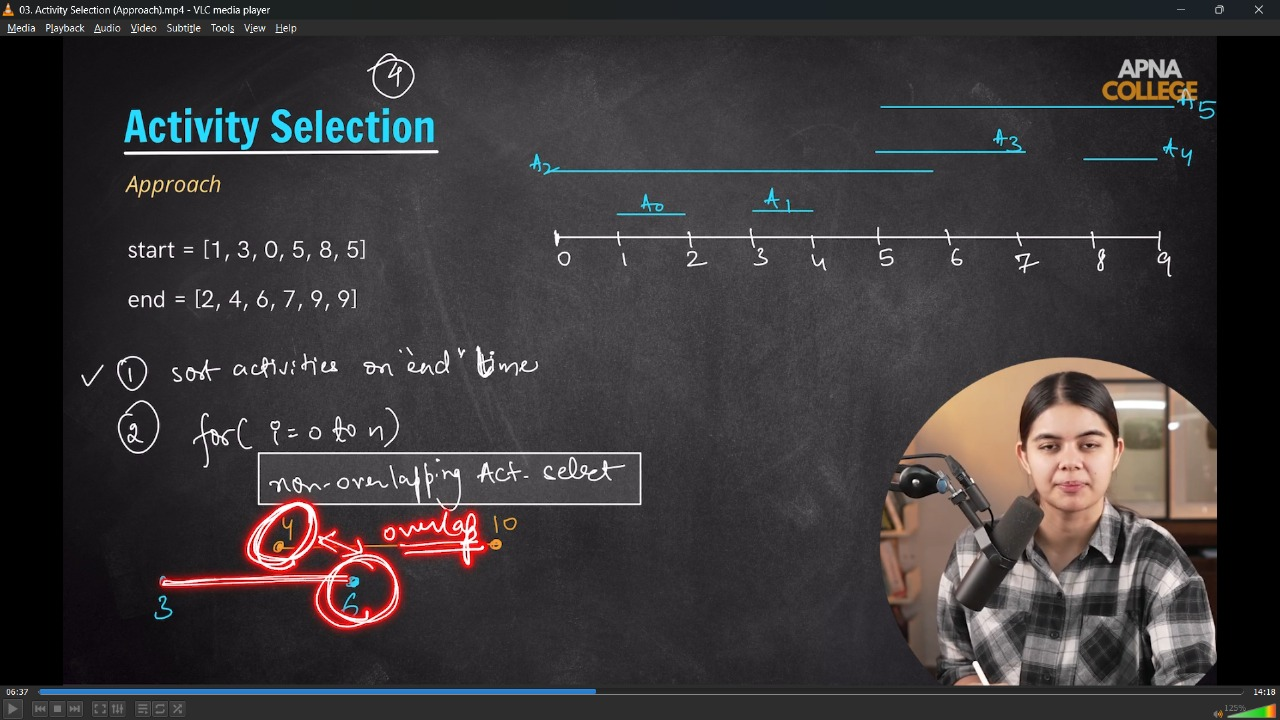 03. Activity Selection (Approach).mp4 - VLC media player
Media Playback Audio Video Subtitle Tools View Help
4
APNA
COLLEGE
Activity Selection
Approach
start = [1, 3, 0, 5, 8, 5]
end = [2, 4, 6, 7, 9, 9]
A5
A3
A4
A2
A0
A1
0 1 2 3 4 5 6 7 8 9
① sort activities on "end" time
② for( i=0 to n)
non-overlapping Act. select
4 overlap 10
3 6
06:37
14:18
125%